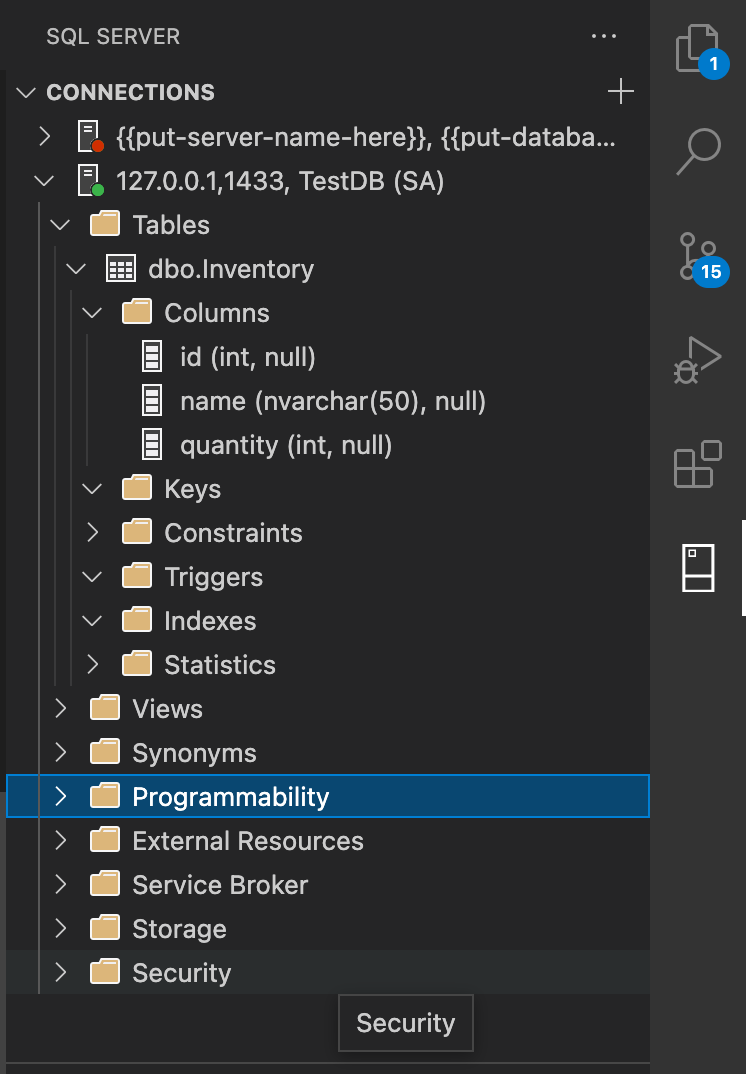 SQL SERVER
CONNECTIONS
{{put-server-name-here}}, {{put-databa...
127.0.0.1,1433, TestDB (SA)
Tables
dbo.Inventory
Columns
id (int, null)
name (nvarchar(50), null)
quantity (int, null)
Keys
Constraints
Triggers
Indexes
Statistics
Views
Synonyms
Programmability
External Resources
Service Broker
Storage
Security
Security
1
15